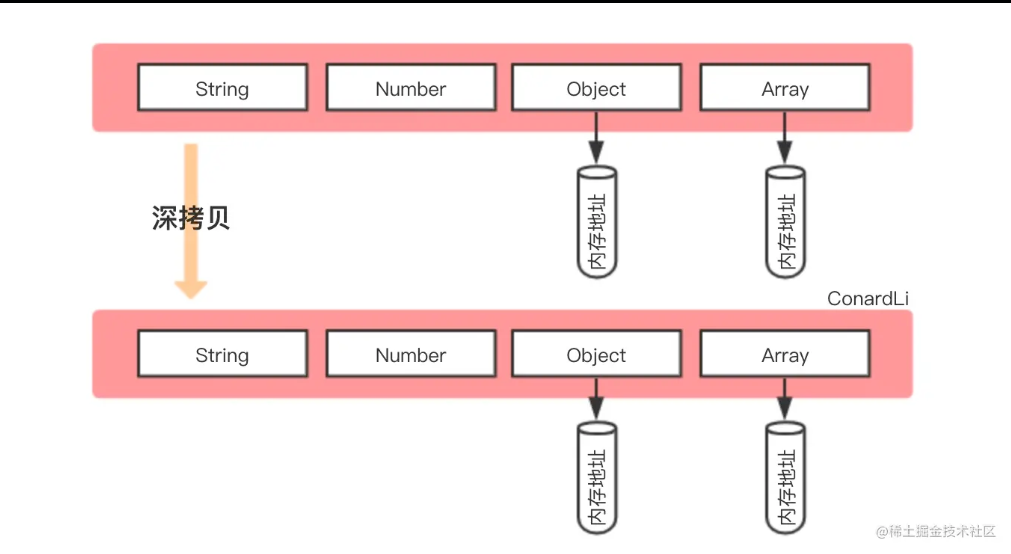 String
Number
Object
Array
内存地址
内存地址
深拷贝
ConardLi
String
Number
Object
Array
内存地址
内存地址
@稀土掘金技术社区